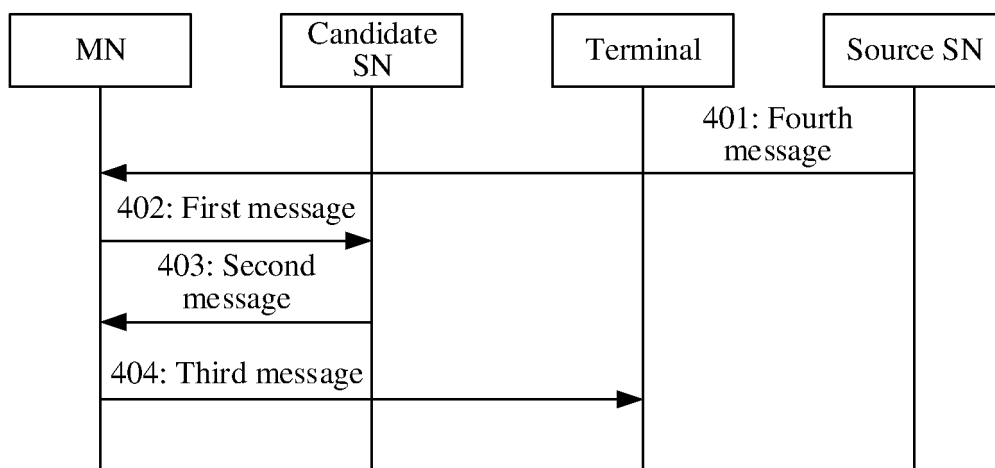 MN
Candidate
SN
Terminal
Source SN
401: Fourth
message
402: First message
403: Second
message
404: Third message